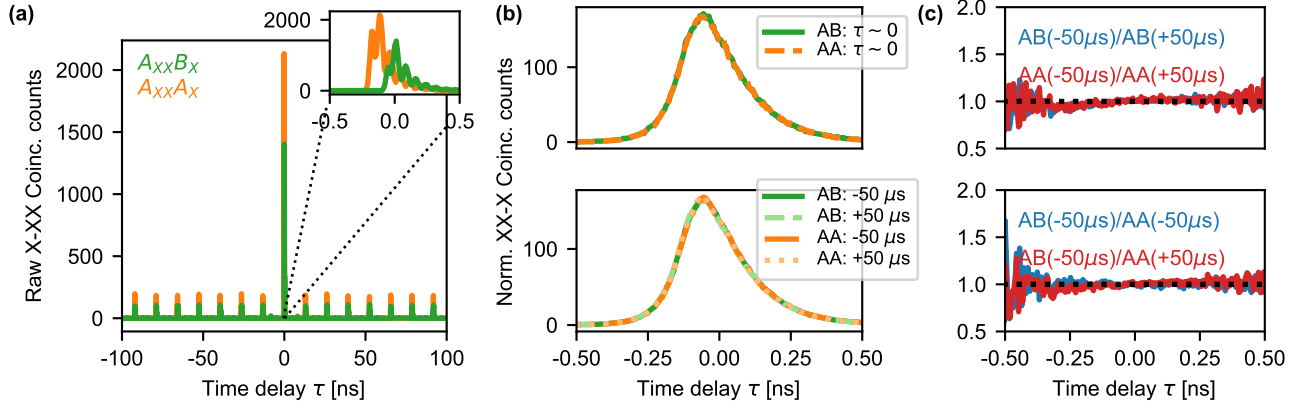 (a)
Raw X-XX Coinc. counts
2000
1500
1000
500
0
A_{XX}B_X
A_{XX}A_X
2000
0
-0.5 0.0 0.5
-100 -50 0 50 100
Time delay τ [ns]
(b)
Norm. XX-X Coinc. counts
100
0
AB: τ ~ 0
AA: τ ~ 0
100
0
AB: -50 μs
AB: +50 μs
AA: -50 μs
AA: +50 μs
-0.50 -0.25 0.00 0.25 0.50
Time delay τ [ns]
(c)
2.0
1.5
1.0
0.5
AB(-50μs)/AB(+50μs)
AA(-50μs)/AA(+50μs)
2.0
1.5
1.0
0.5
AB(-50μs)/AA(-50μs)
AB(-50μs)/AA(+50μs)
-0.50 -0.25 0.00 0.25 0.50
Time delay τ [ns]